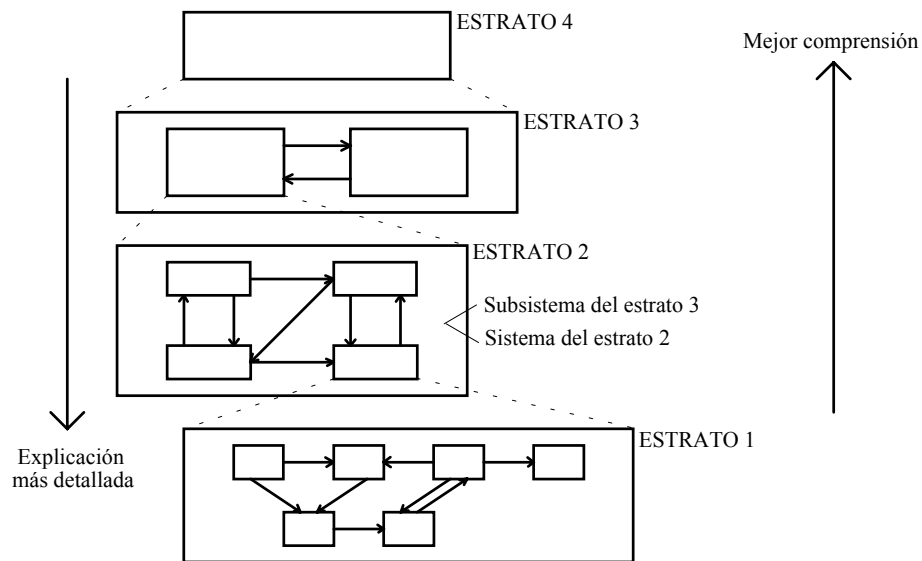 ESTRATO 4
Mejor comprensión
ESTRATO 3
ESTRATO 2
Subsistema del estrato 3
Sistema del estrato 2
ESTRATO 1
Explicación
más detallada